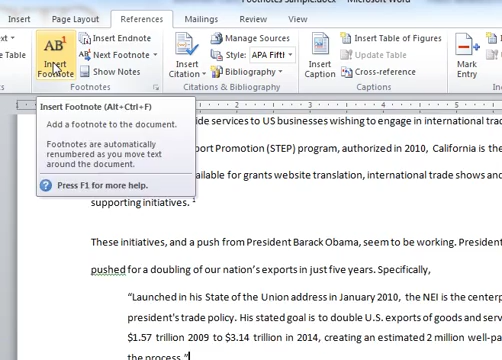 Footnotes Sample.docx - Microsoft Word
Insert Page Layout References Mailings Review View
Insert Endnote Manage Sources Insert Table of Figures
AB1 Next Footnote Style: APA Fifth Update Table
Insert Footnote Show Notes Insert Citation Bibliography Insert Caption Cross-reference Mark Entry
Footnotes Citations & Bibliography Captions
Insert Footnote (Alt+Ctrl+F)
Add a footnote to the document.
Footnotes are automatically
renumbered as you move text
around the document.
Press F1 for more help.
1 2 3 4 5
ide services to US businesses wishing to engage in international
port Promotion (STEP) program, authorized in 2010, California is the
ailable for grants website translation, international trade shows and
supporting initiatives. 1
These initiatives, and a push from President Barack Obama, seem to be working.
pushed for a doubling of our nation's exports in just five years. Specifically,
"Launched in his State of the Union address in January 2010, the NEI is the
president's trade policy. His stated goal is to double U.S. exports of goods and
$1.57 trillion 2009 to $3.14 trillion in 2014, creating an estimated 2 million
the process."